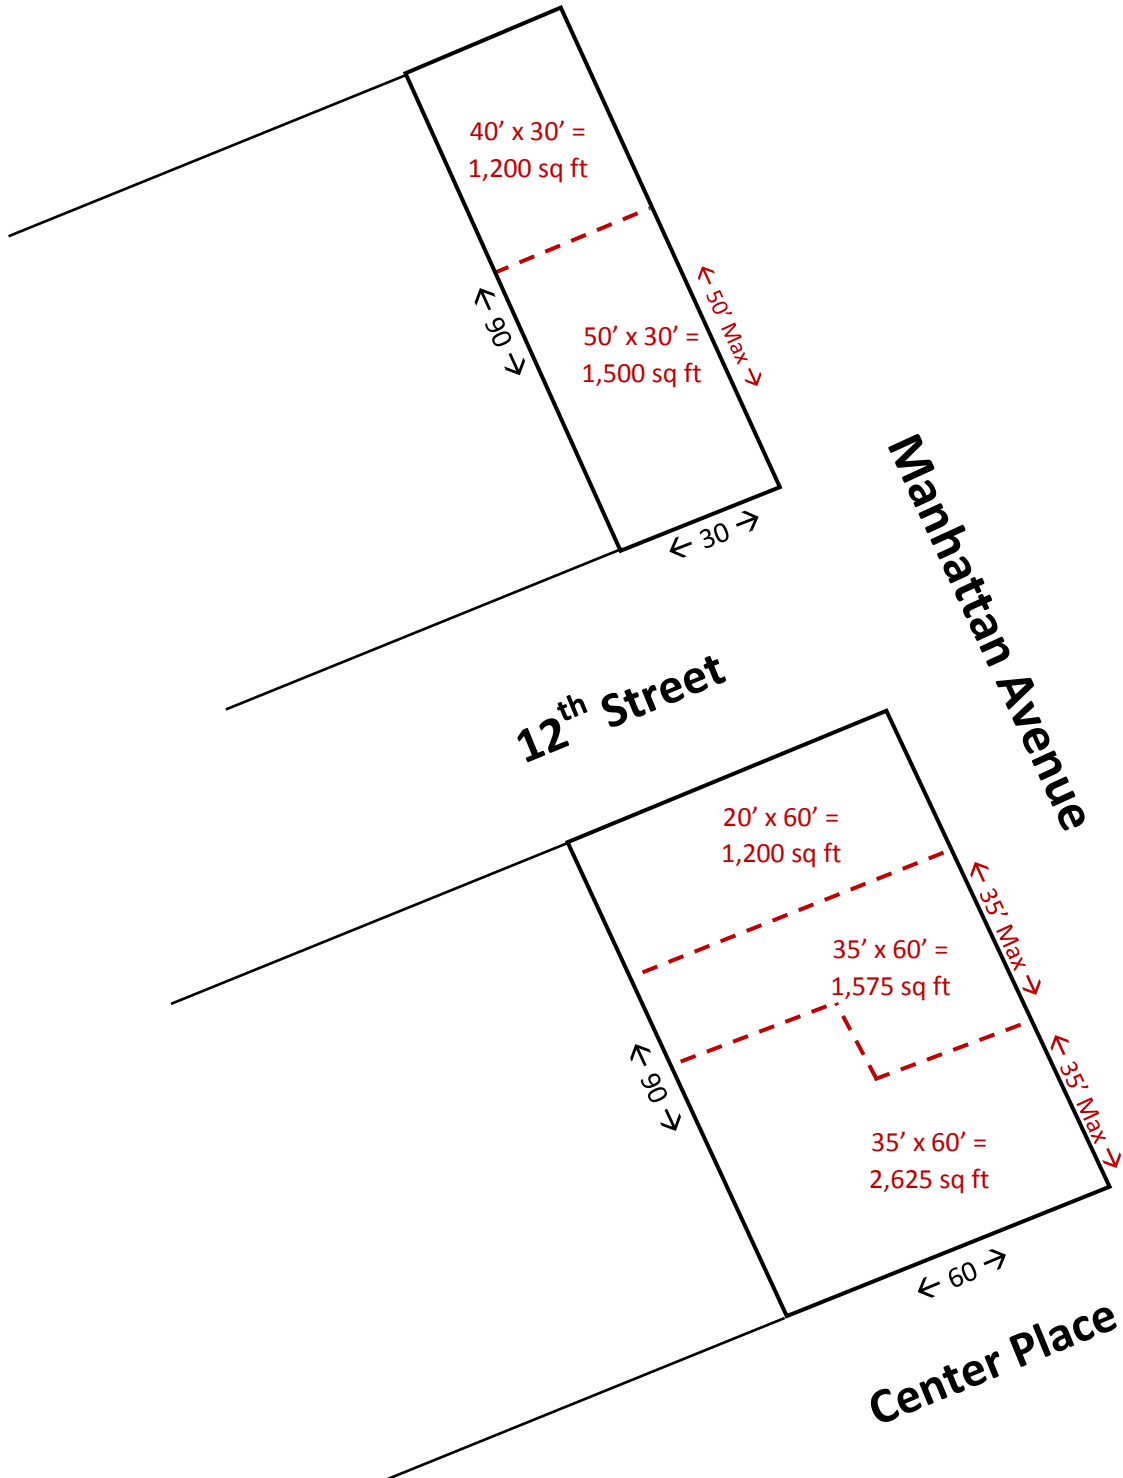 40’ x 30’ =
1,200 sq ft
← 50’ Max →
← 90 →
50’ x 30’ =
1,500 sq ft
← 30 →
Manhattan Avenue
12th Street
20’ x 60’ =
1,200 sq ft
← 35’ Max →
35’ x 60’ =
1,575 sq ft
← 90 →
← 35’ Max →
35’ x 60’ =
2,625 sq ft
← 60 →
Center Place